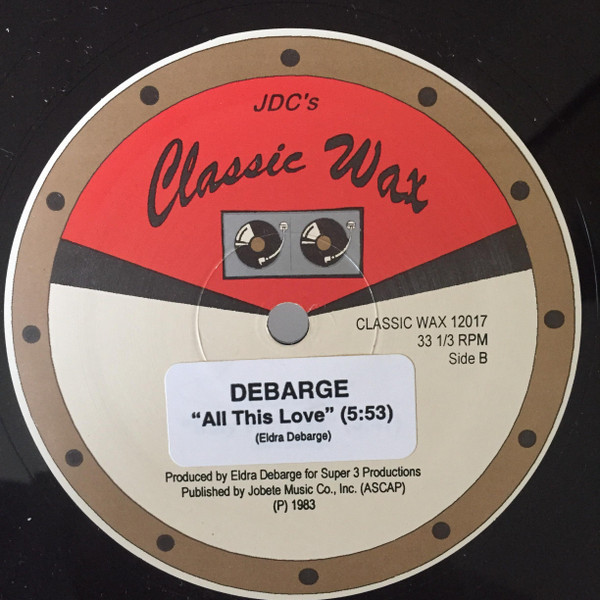 JDC's
Classic Wax
CLASSIC WAX 12017
33 1/3 RPM
Side B
DEBARGE
“All This Love” (5:53)
(Eldra Debarge)
Produced by Eldra Debarge for Super 3 Productions
Published by Jobete Music Co., Inc. (ASCAP)
(P) 1983